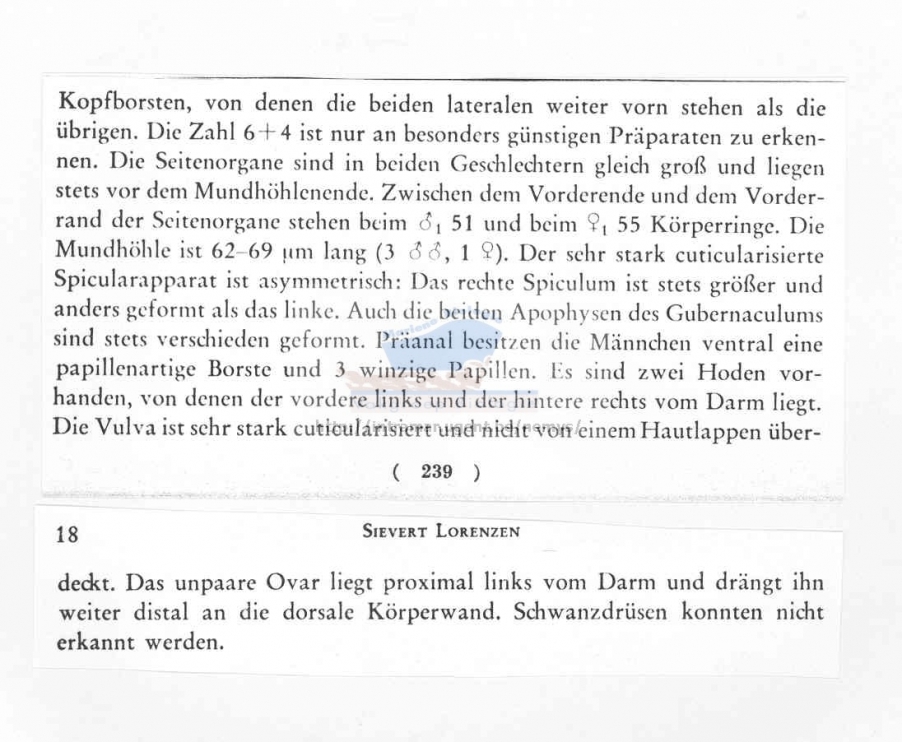 Kopfborsten, von denen die beiden lateralen weiter vorn stehen als die
übrigen. Die Zahl 6+4 ist nur an besonders günstigen Präparaten zu erken-
nen. Die Seitenorgane sind in beiden Geschlechtern gleich groß und liegen
stets vor dem Mundhöhlenende. Zwischen dem Vorderende und dem Vorder-
rand der Seitenorgane stehen beim ♂₁ 51 und beim ♀₁ 55 Körperringe. Die
Mundhöhle ist 62–69 µm lang (3 ♂♂, 1 ♀). Der sehr stark cuticularisierte
Spicularapparat ist asymmetrisch: Das rechte Spiculum ist stets größer und
anders geformt als das linke. Auch die beiden Apophysen des Gubernaculums
sind stets verschieden geformt. Präanal besitzen die Männchen ventral eine
papillenartige Borste und 3 winzige Papillen. Es sind zwei Hoden vor-
handen, von denen der vordere links und der hintere rechts vom Darm liegt.
Die Vulva ist sehr stark cuticularisiert und nicht von einem Hautlappen über-
( 239 )
18 SIEVERT LORENZEN
deckt. Das unpaare Ovar liegt proximal links vom Darm und drängt ihn
weiter distal an die dorsale Körperwand. Schwanzdrüsen konnten nicht
erkannt werden.